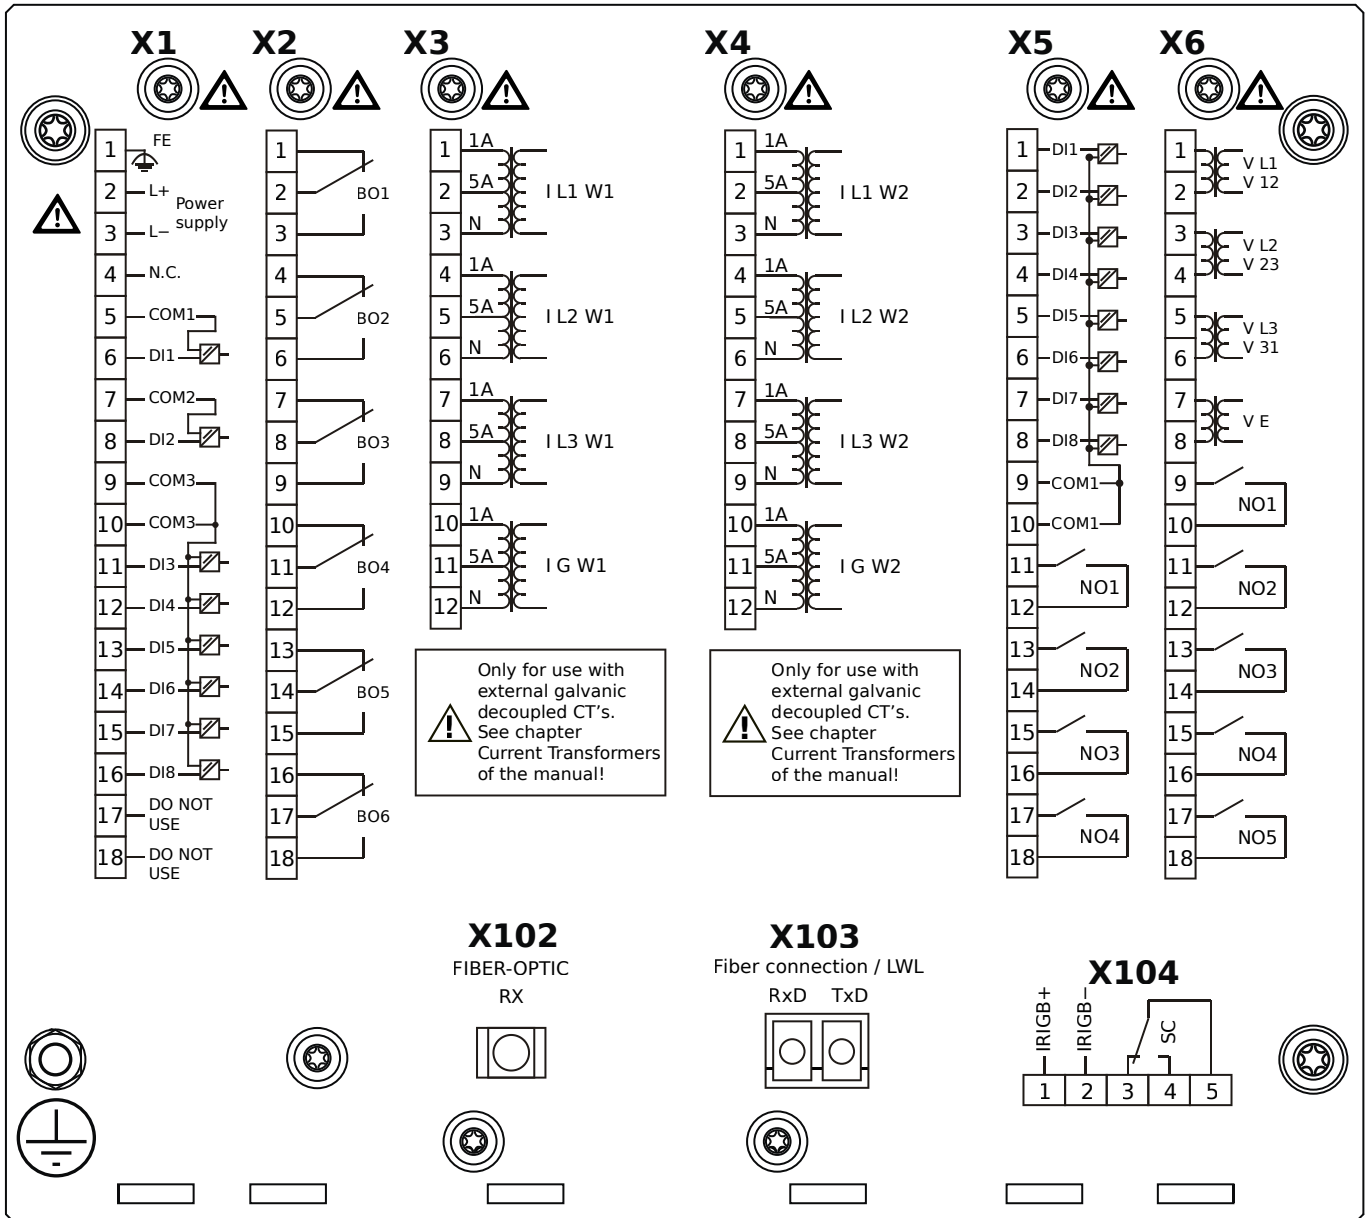 X1
X2
X3
X4
X5
X6
1
FE
2
L+
Power
supply
3
L−
4
N.C.
5
COM1
6
DI1
7
COM2
8
DI2
9
COM3
10
COM3
11
DI3
12
DI4
13
DI5
14
DI6
15
DI7
16
DI8
17
DO NOT
USE
18
DO NOT
USE
1
2
BO1
3
4
5
BO2
6
7
8
BO3
9
10
11
BO4
12
13
14
BO5
15
16
17
BO6
18
1
1A
2
5A
I L1 W1
3
N
4
1A
5
5A
I L2 W1
6
N
7
1A
8
5A
I L3 W1
9
N
10
1A
11
5A
I G W1
12
N
Only for use with
external galvanic
decoupled CT's.
See chapter
Current Transformers
of the manual!
1
1A
2
5A
I L1 W2
3
N
4
1A
5
5A
I L2 W2
6
N
7
1A
8
5A
I L3 W2
9
N
10
1A
11
5A
I G W2
12
N
Only for use with
external galvanic
decoupled CT's.
See chapter
Current Transformers
of the manual!
1
DI1
2
DI2
3
DI3
4
DI4
5
DI5
6
DI6
7
DI7
8
DI8
9
COM1
10
COM1
11
NO1
12
13
NO2
14
15
NO3
16
17
NO4
18
1
V L1
V 12
2
3
V L2
V 23
4
5
V L3
V 31
6
7
V E
8
9
NO1
10
11
NO2
12
13
NO3
14
15
NO4
16
17
NO5
18
X102
FIBER-OPTIC
RX
X103
Fiber connection / LWL
RxD TxD
X104
IRIGB+
IRIGB−
SC
1 2 3 4 5